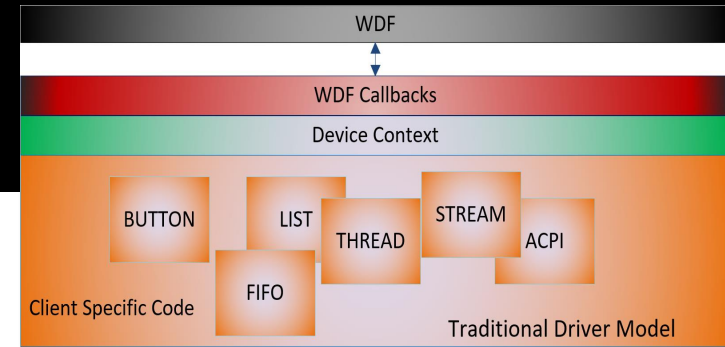 WDF
WDF Callbacks
Device Context
BUTTON
LIST
THREAD
STREAM
ACPI
FIFO
Client Specific Code
Traditional Driver Model